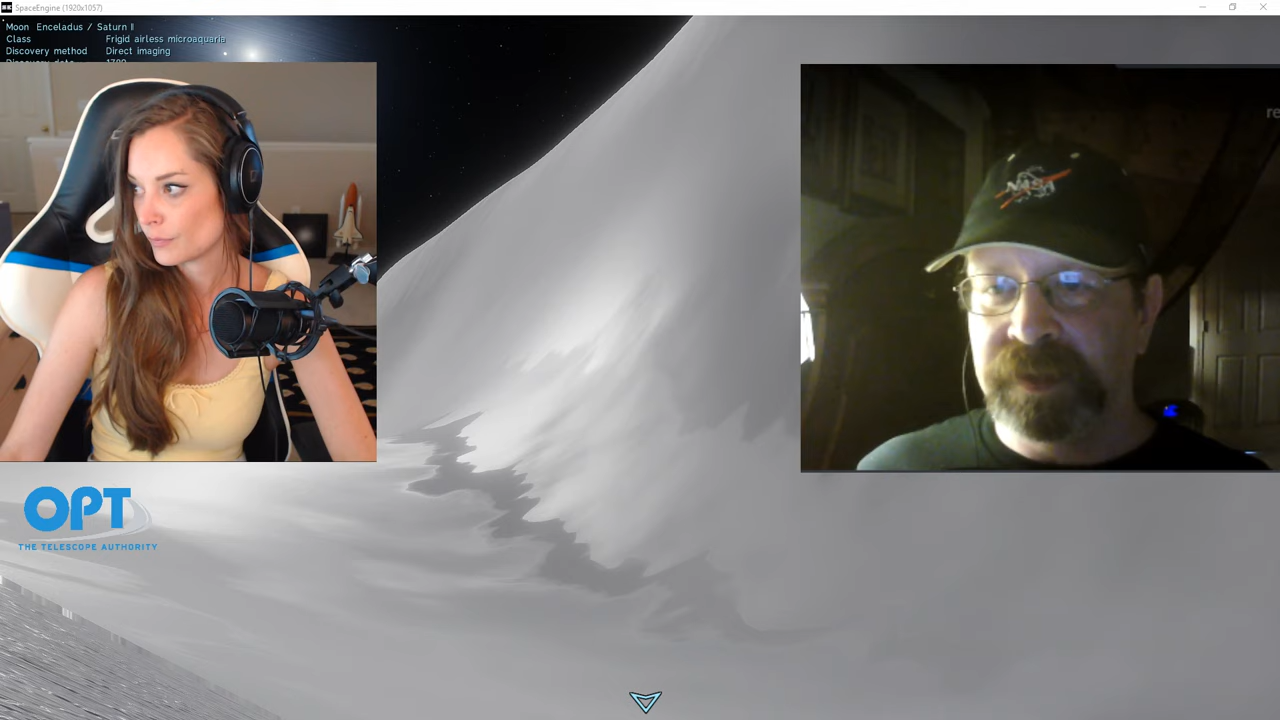 SpaceEngine (1920x1057)
Moon Enceladus / Saturn II
Class Frigid airless microaquaria
Discovery method Direct imaging
re
NASA
OPT
THE TELESCOPE AUTHORITY